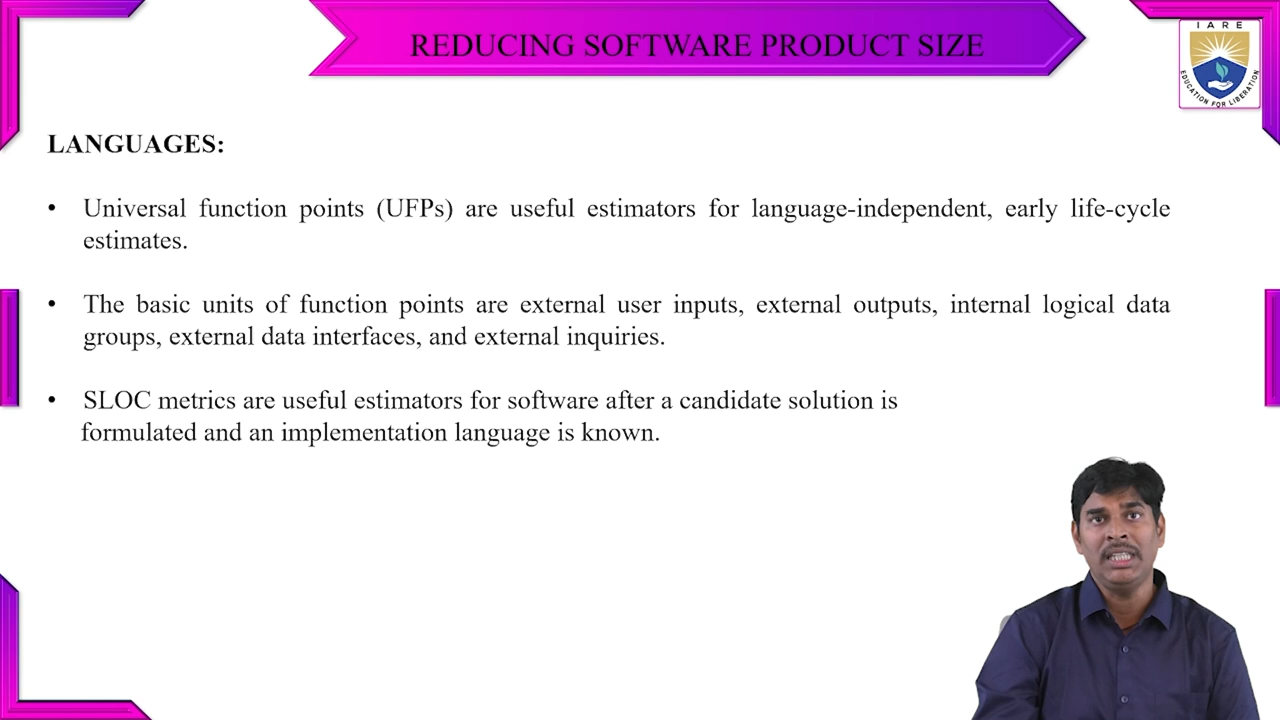 REDUCING SOFTWARE PRODUCT SIZE
IARE
EDUCATION FOR LIBERATION
LANGUAGES:
• Universal function points (UFPs) are useful estimators for language-independent, early life-cycle
estimates.
• The basic units of function points are external user inputs, external outputs, internal logical data
groups, external data interfaces, and external inquiries.
• SLOC metrics are useful estimators for software after a candidate solution is
formulated and an implementation language is known.